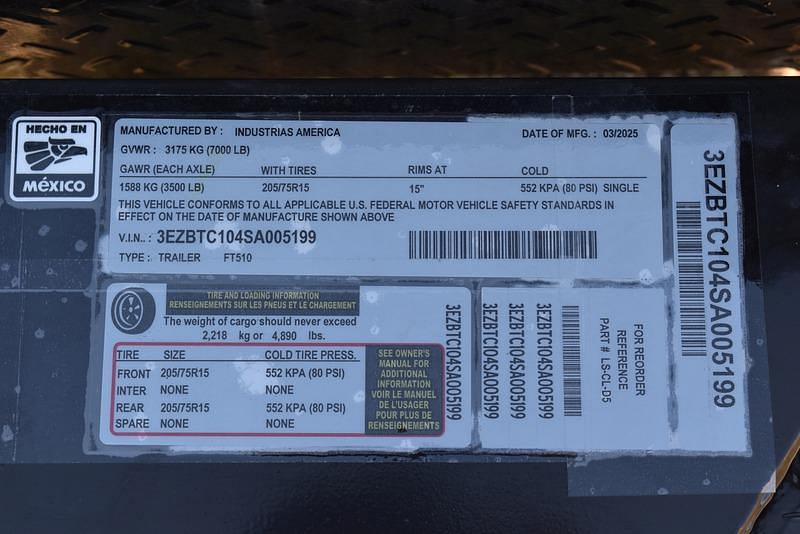 HECHO EN
MÉXICO
MANUFACTURED BY : INDUSTRIAS AMERICA DATE OF MFG. : 03/2025
GVWR : 3175 KG (7000 LB)
GAWR (EACH AXLE) WITH TIRES RIMS AT COLD
1588 KG (3500 LB) 205/75R15 15" 552 KPA (80 PSI) SINGLE
THIS VEHICLE CONFORMS TO ALL APPLICABLE U.S. FEDERAL MOTOR VEHICLE SAFETY STANDARDS IN
EFFECT ON THE DATE OF MANUFACTURE SHOWN ABOVE
V.I.N.. : 3EZBTC104SA005199
TYPE : TRAILER FT510
3EZBTC104SA005199
TIRE AND LOADING INFORMATION
RENSEIGNEMENTS SUR LES PNEUS ET LE CHARGEMENT
The weight of cargo should never exceed
2,218 kg or 4,890 lbs.
TIRE SIZE COLD TIRE PRESS.
FRONT 205/75R15 552 KPA (80 PSI)
INTER NONE NONE
REAR 205/75R15 552 KPA (80 PSI)
SPARE NONE NONE
SEE OWNER'S
MANUAL FOR
ADDITIONAL
INFORMATION
VOIR LE MANUEL
DE L'USAGER
POUR PLUS DE
RENSEIGNEMENTS
3EZBTC104SA005199
3EZBTC104SA005199
3EZBTC104SA005199
3EZBTC104SA005199
FOR REORDER
REFERENCE
PART # LS-CL-D5